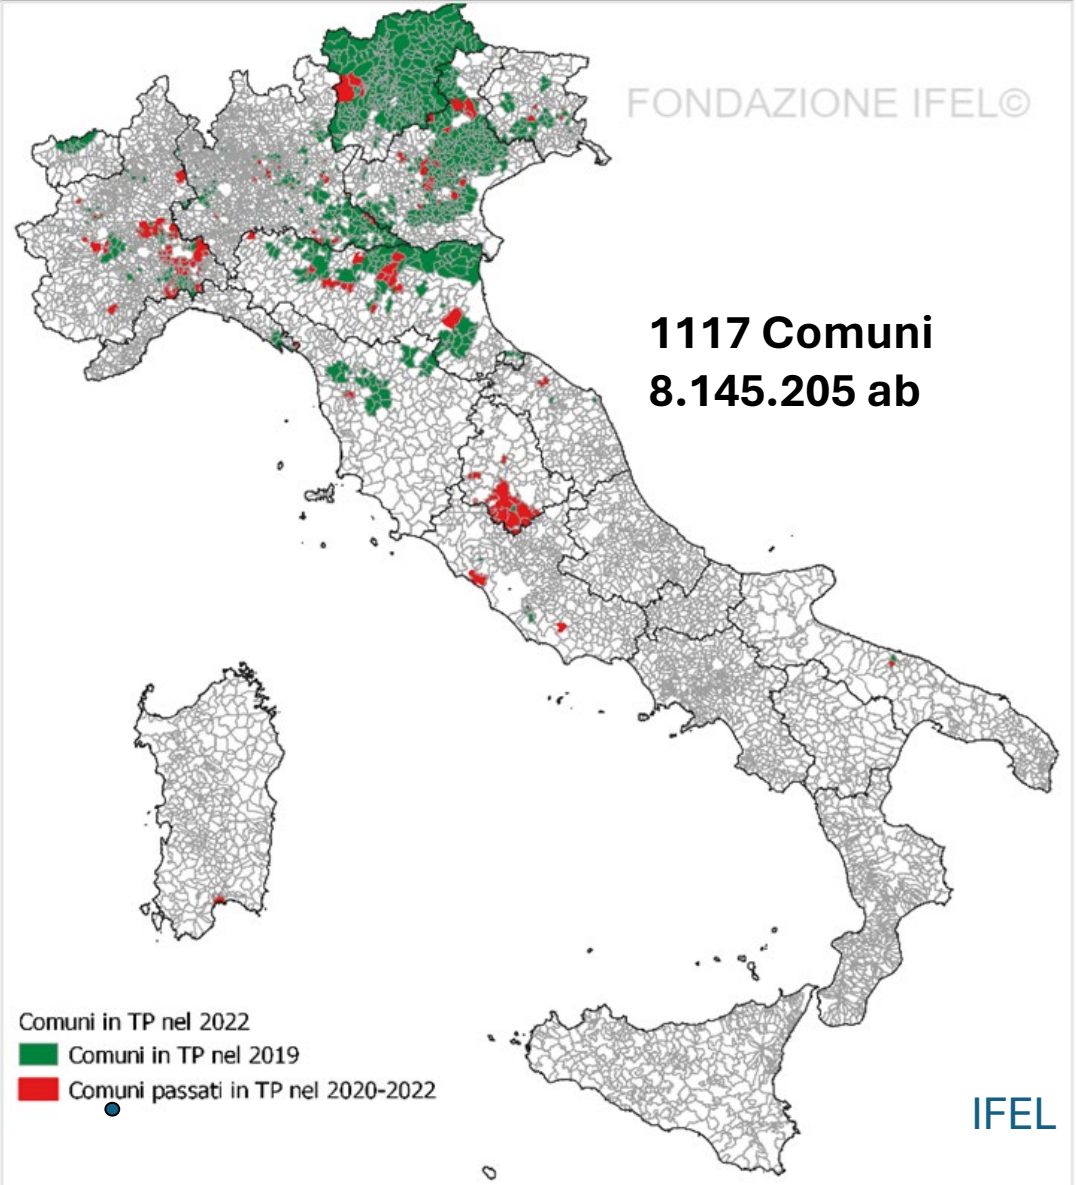 FONDAZIONE IFEL©
1117 Comuni
8.145.205 ab
Comuni in TP nel 2022
Comuni in TP nel 2019
Comuni passati in TP nel 2020-2022
IFEL